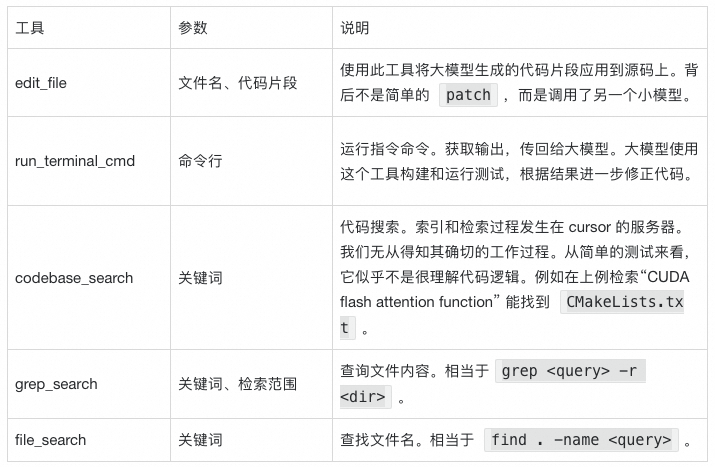 工具 参数 说明
edit_file 文件名、代码片段 使用此工具将大模型生成的代码片段应用到源码上。背
后不是简单的 patch ，而是调用了另一个小模型。
run_terminal_cmd 命令行 运行指令命令。获取输出，传回给大模型。大模型使用
这个工具构建和运行测试，根据结果进一步修正代码。
codebase_search 关键词 代码搜索。索引和检索过程发生在 cursor 的服务器。
我们无从得知其确切的工作过程。从简单的测试来看，
它似乎不是很理解代码逻辑。例如在上例检索“CUDA
flash attention function” 能找到 CMakeLists.tx
t 。
grep_search 关键词、检索范围 查询文件内容。相当于 grep <query> -r
<dir> 。
file_search 关键词 查找文件名。相当于 find . -name <query> 。